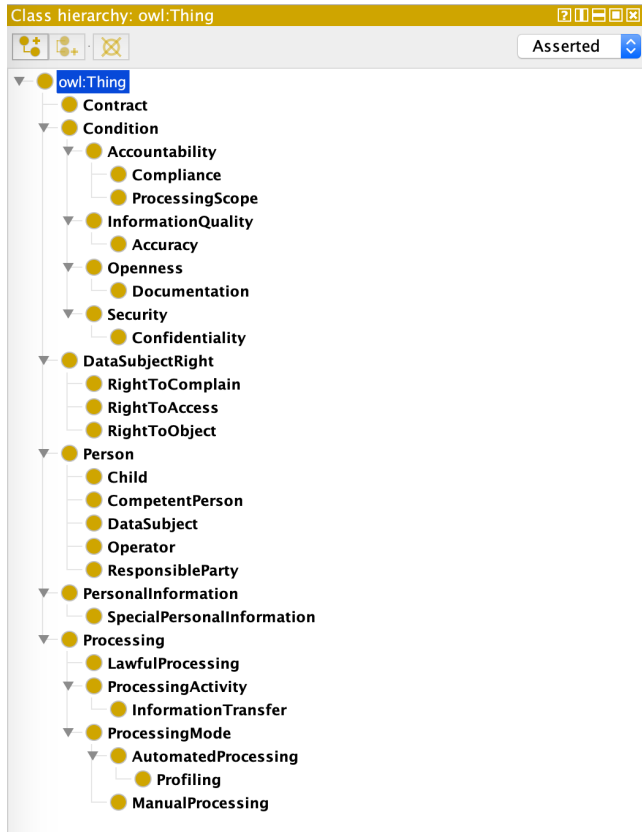 Class hierarchy: owl:Thing
Asserted
owl:Thing
Contract
Condition
Accountability
Compliance
ProcessingScope
InformationQuality
Accuracy
Openness
Documentation
Security
Confidentiality
DataSubjectRight
RightToComplain
RightToAccess
RightToObject
Person
Child
CompetentPerson
DataSubject
Operator
ResponsibleParty
PersonalInformation
SpecialPersonalInformation
Processing
LawfulProcessing
ProcessingActivity
InformationTransfer
ProcessingMode
AutomatedProcessing
Profiling
ManualProcessing